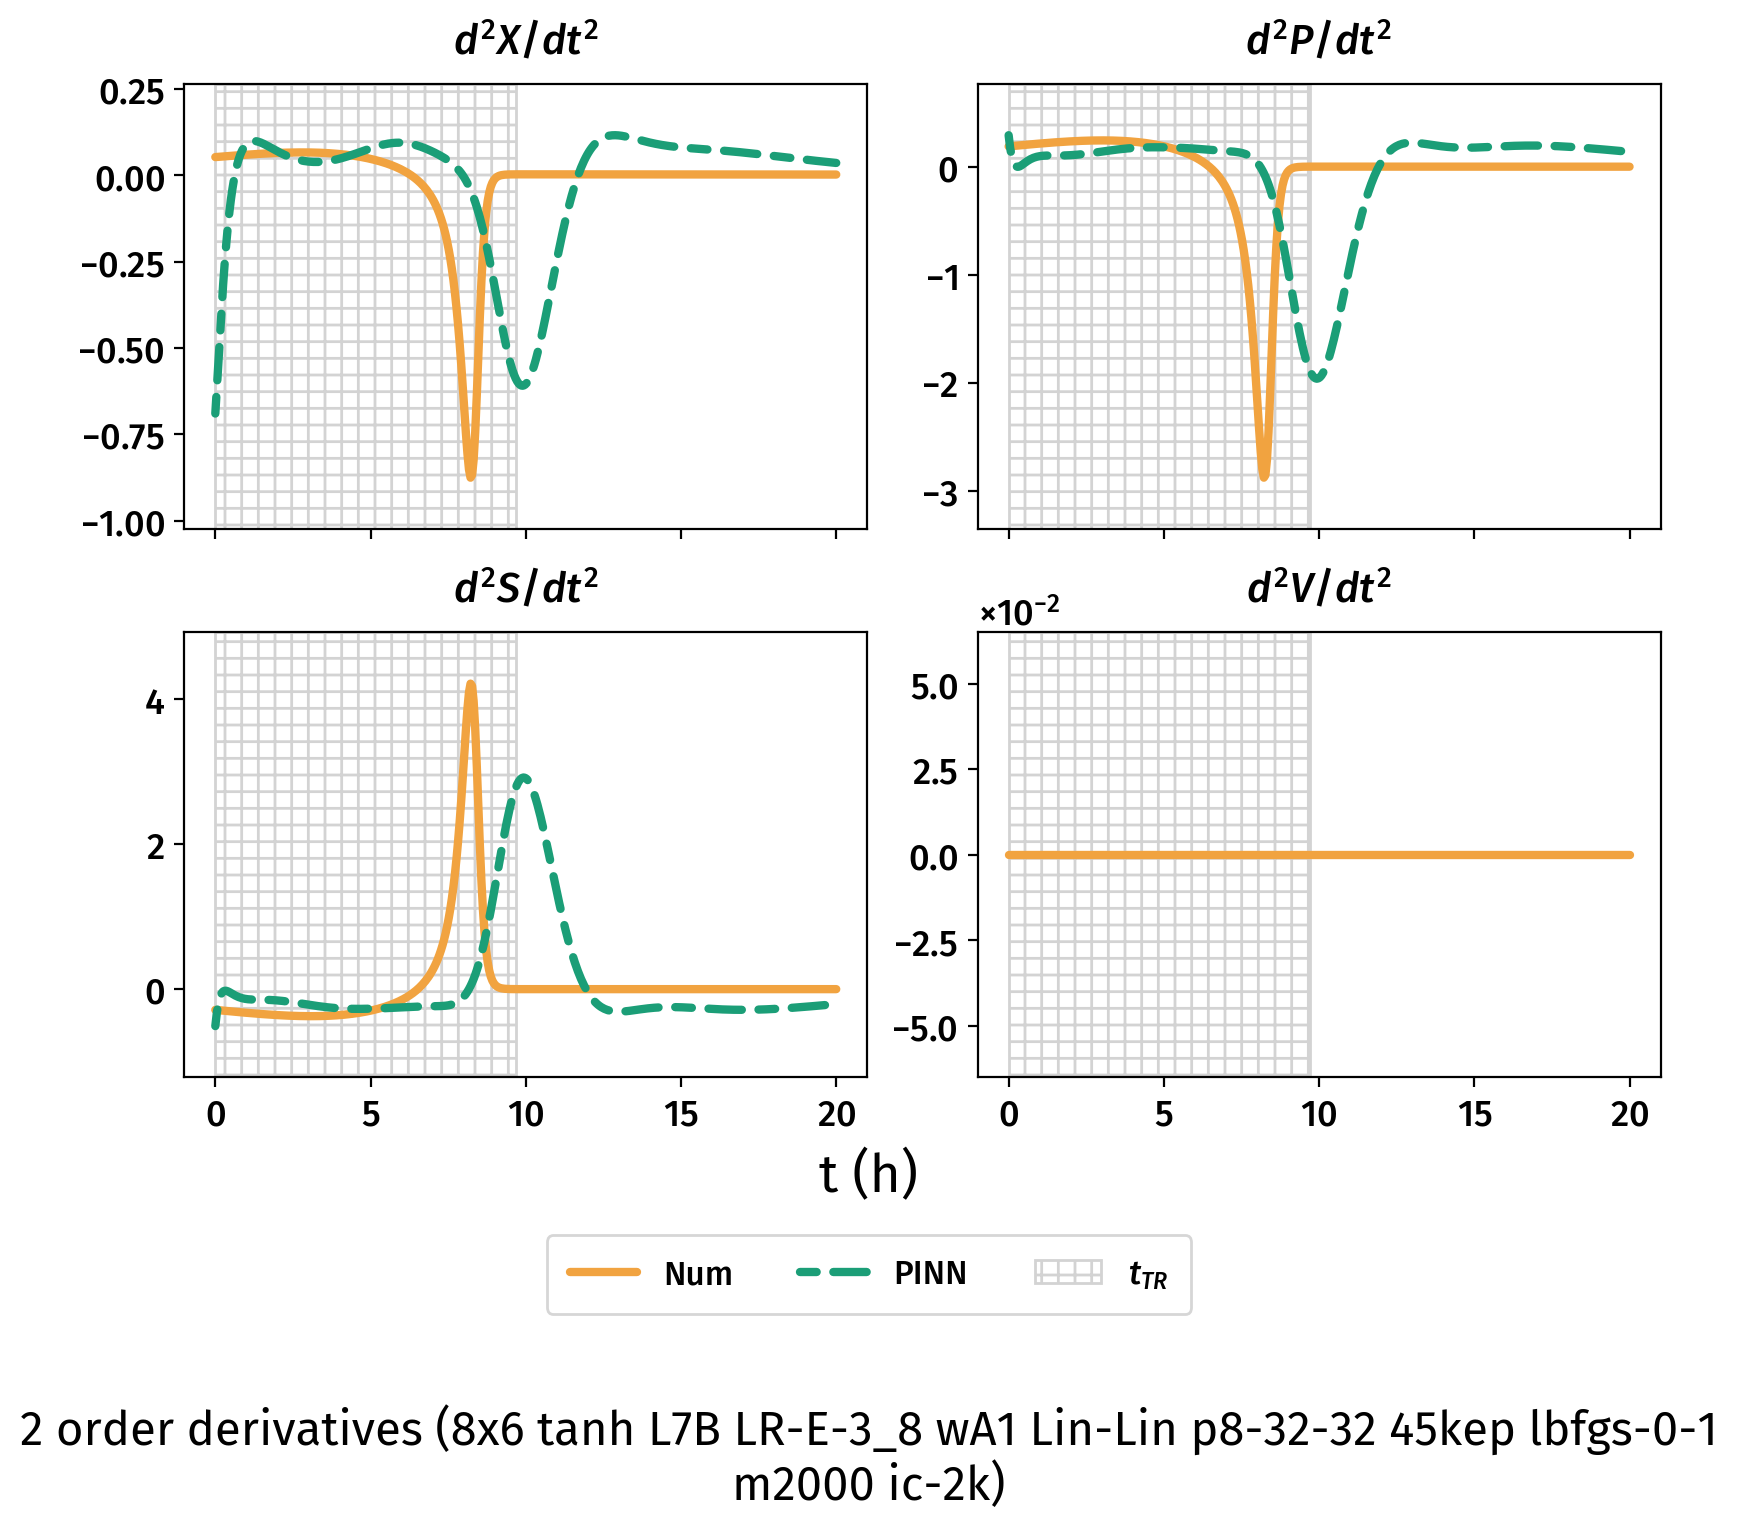 d²X/dt²
d²P/dt²
0.25
0.00
−0.25
−0.50
−0.75
−1.00
0
−1
−2
−3
d²S/dt²
d²V/dt²
×10⁻²
4
2
0
5.0
2.5
0.0
−2.5
−5.0
0 5 10 15 20
0 5 10 15 20
t (h)
Num PINN t_TR
2 order derivatives (8x6 tanh L7B LR-E-3_8 wA1 Lin-Lin p8-32-32 45kep lbfgs-0-1
m2000 ic-2k)